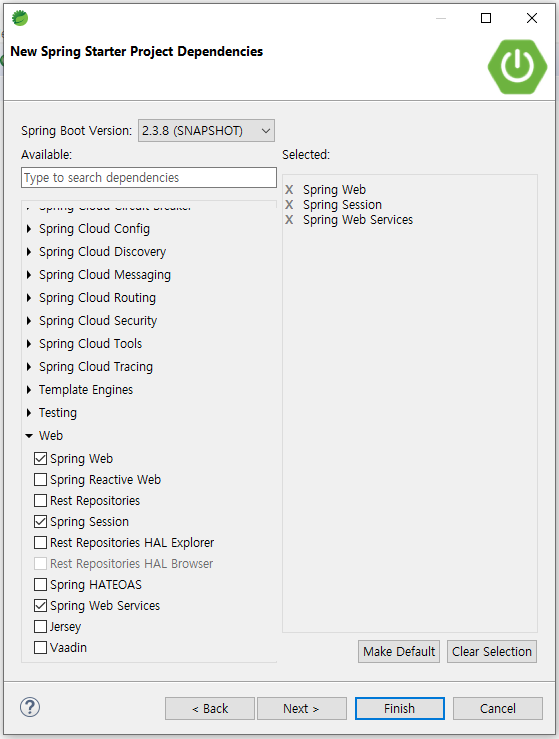 New Spring Starter Project Dependencies
Spring Boot Version: 2.3.8 (SNAPSHOT)
Available:
Type to search dependencies
Spring Cloud Circuit Breaker
Spring Cloud Config
Spring Cloud Discovery
Spring Cloud Messaging
Spring Cloud Routing
Spring Cloud Security
Spring Cloud Tools
Spring Cloud Tracing
Template Engines
Testing
Web
Spring Web
Spring Reactive Web
Rest Repositories
Spring Session
Rest Repositories HAL Explorer
Rest Repositories HAL Browser
Spring HATEOAS
Spring Web Services
Jersey
Vaadin
Selected:
X Spring Web
X Spring Session
X Spring Web Services
Make Default Clear Selection
? < Back Next > Finish Cancel